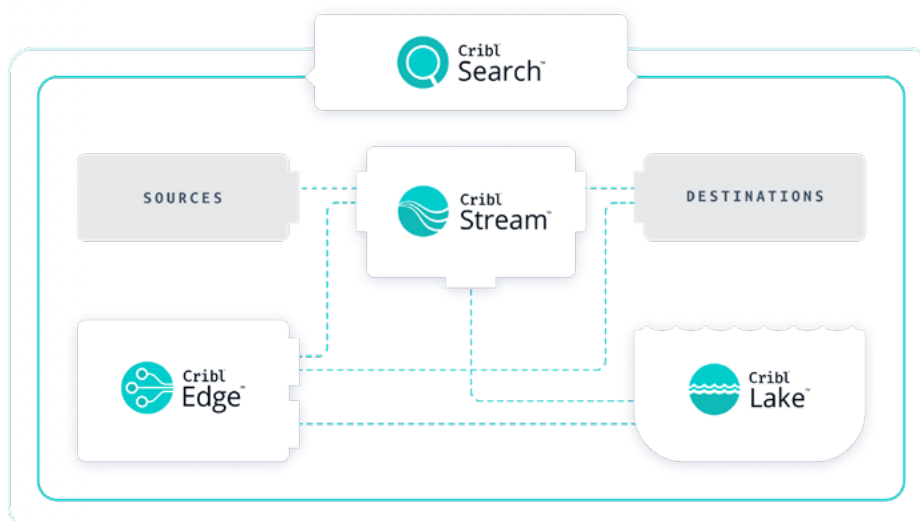 Cribl
Search™
SOURCES
Cribl
Stream™
DESTINATIONS
Cribl
Edge™
Cribl
Lake™